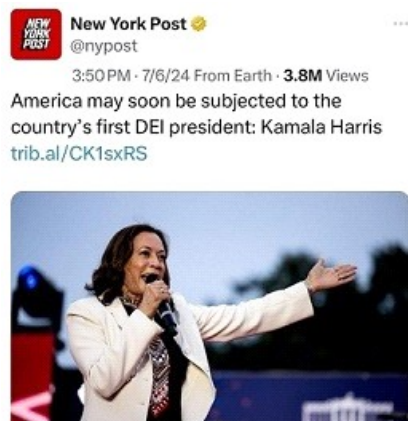 NEW
YORK
POST
New York Post
@nypost
3:50 PM · 7/6/24 From Earth · 3.8M Views
America may soon be subjected to the
country's first DEI president: Kamala Harris
trib.al/CK1sxRS